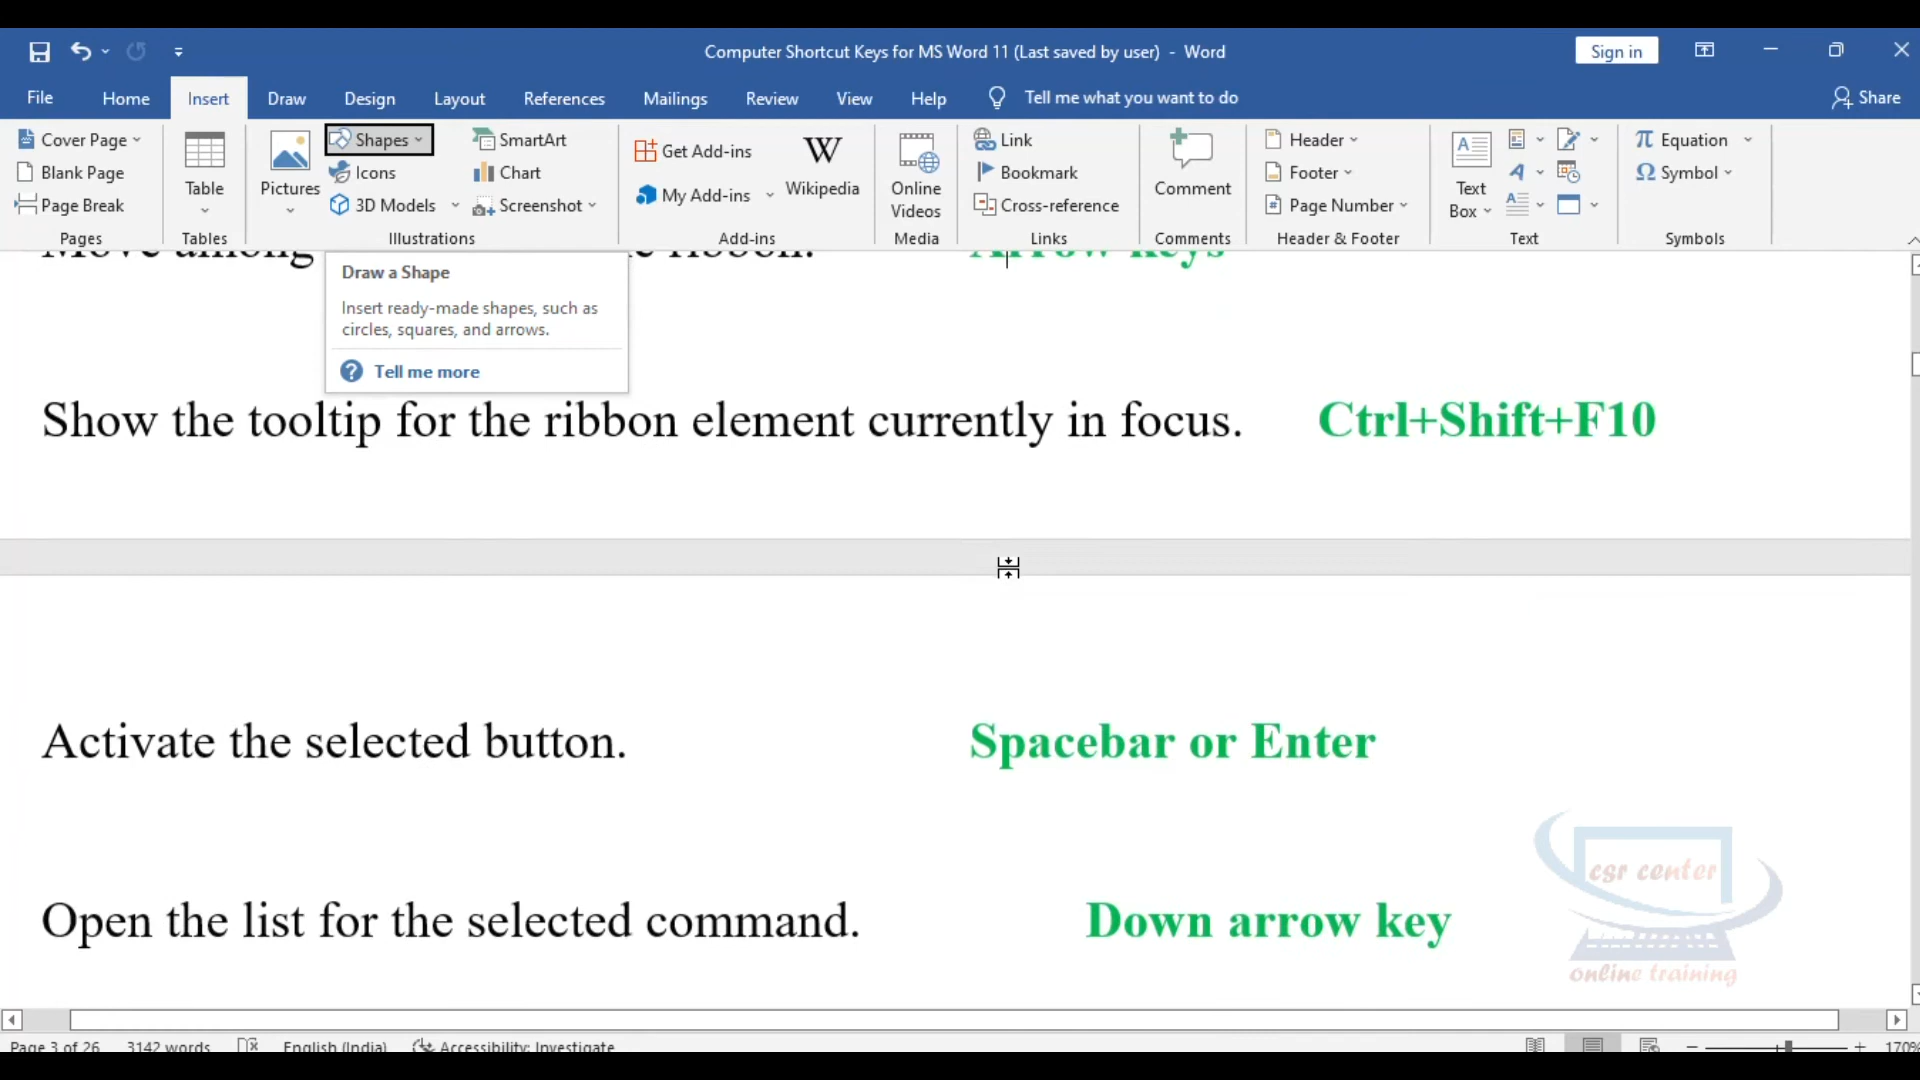 Computer Shortcut Keys for MS Word 11 (Last saved by user) - Word
Sign in
File Home Insert Draw Design Layout References Mailings Review View Help Tell me what you want to do Share
Cover Page
Blank Page
Page Break
Pages
Table
Tables
Pictures
Shapes
Icons
3D Models
SmartArt
Chart
Screenshot
Illustrations
Get Add-ins
My Add-ins
W
Wikipedia
Add-ins
Online
Videos
Media
Link
Bookmark
Cross-reference
Links
Comment
Comments
Header
Footer
Page Number
Header & Footer
Text
Box
Text
Equation
Symbol
Symbols
Move among ribbon. Arrow keys
Draw a Shape
Insert ready-made shapes, such as
circles, squares, and arrows.
Tell me more
Show the tooltip for the ribbon element currently in focus. Ctrl+Shift+F10
Activate the selected button. Spacebar or Enter
Open the list for the selected command. Down arrow key
csr center
online training
Page 3 of 26 3142 words English (India) Accessibility: Investigate 170%